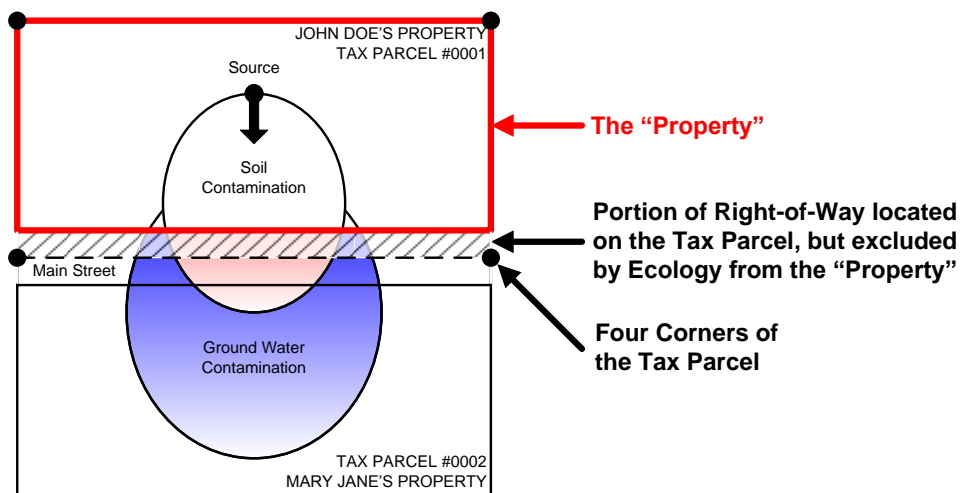 JOHN DOE'S PROPERTY
TAX PARCEL #0001
Source
Soil
Contamination
The “Property”
Portion of Right-of-Way located
on the Tax Parcel, but excluded
by Ecology from the “Property”
Main Street
Four Corners of
the Tax Parcel
Ground Water
Contamination
TAX PARCEL #0002
MARY JANE'S PROPERTY